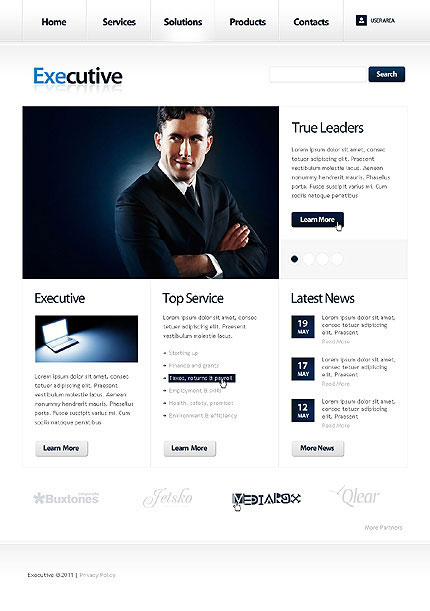 Home Services Solutions Products Contacts USER AREA
Executive
Search
True Leaders
Lorem ipsum dolor sit amet, consec
tetuer adipiscing elit. Praesent
vestibulum molestie lacus. Aenean
nonummy hendrerit mauris. Phasellus
porta. Fusce suscipit varius mi. Cum
sociis natoque penatibus
Learn More
Executive
Lorem ipsum dolor sit amet, consec
tetuer adipiscing elit. Praesent
vestibulum molestie lacus. Aenean
nonummy hendrerit mauris. Phasellus
porta. Fusce suscipit varius mi. Cum
sociis natoque penatibus
Learn More
Top Service
Lorem ipsum dolor sit amet, consec
tetuer adipiscing elit. Praesent
vestibulum molestie lacus.
Starting up
Finance and grants
Taxes, returns & payroll
Employment & skills
Health, safety, premises
Environment & efficiency
Learn More
Latest News
19 MAY
Lorem ipsum dolor sit amet, consec
tetuer adipiscing elit. Praesent
Read More
17 MAY
Lorem ipsum dolor sit amet, consec
tetuer adipiscing elit. Praesent
Read More
12 MAY
Lorem ipsum dolor sit amet, consec
tetuer adipiscing elit. Praesent
Read More
More News
Buxtones Jetsko MEDIAROX Qlear
More Partners
Executive © 2011 | Privacy Policy